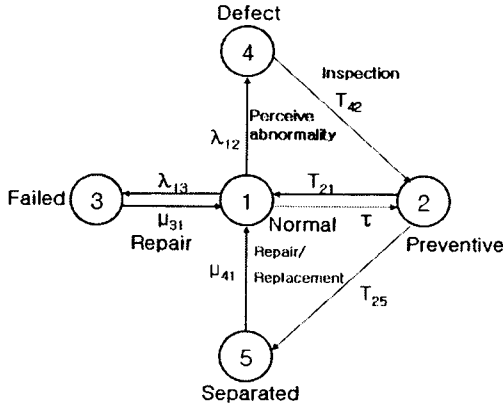 Defect
4
Inspection
T42
λ12
Perceive
abnormality
λ13
T21
Failed
3
1
2
μ31
Repair
Normal
τ
Preventive
μ41
Repair/
Replacement
T25
5
Separated